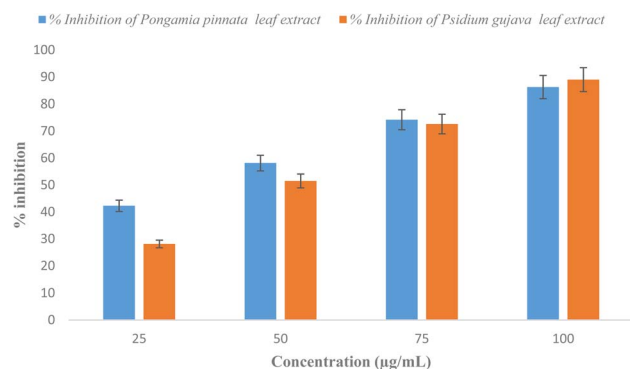 % Inhibition of Pongamia pinnata leaf extract % Inhibition of Psidium gujava leaf extract
100
90
80
70
60
50
40
30
20
10
0
% inhibition
25 50 75 100
Concentration (µg/mL)